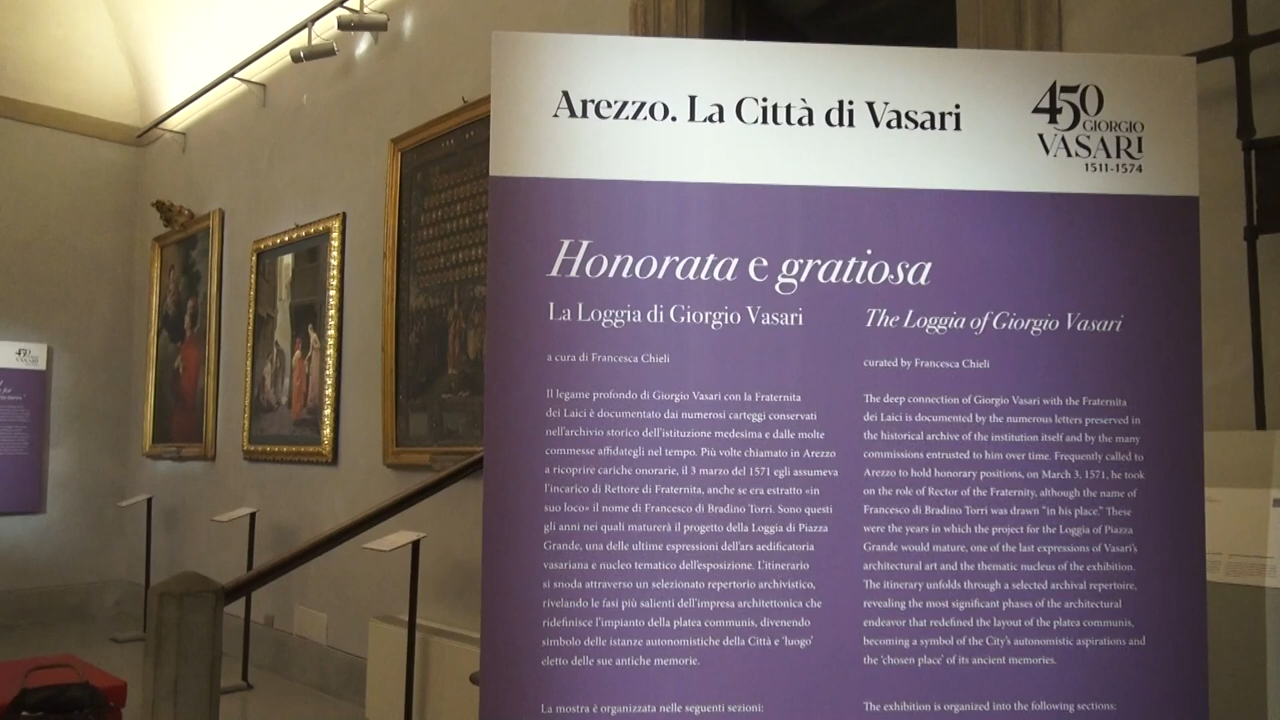 Arezzo. La Città di Vasari
450
GIORGIO
VASARI
1511-1574
Honorata e gratiosa
La Loggia di Giorgio Vasari
a cura di Francesca Chieli
Il legame profondo di Giorgio Vasari con la Fraternita
dei Laici è documentato dai numerosi carteggi conservati
nell'archivio storico dell'istituzione medesima e dalle molte
commesse affidategli nel tempo. Più volte chiamato in Arezzo
a ricoprire cariche onorarie, il 3 marzo del 1571 egli assumeva
l'incarico di Rettore di Fraternita, anche se era estratto «in
suo loco» il nome di Francesco di Bradino Torri. Sono questi
gli anni nei quali maturerà il progetto della Loggia di Piazza
Grande, una delle ultime espressioni dell'ars aedificatoria
vasariana e nucleo tematico dell'esposizione. L'itinerario
si snoda attraverso un selezionato repertorio archivistico,
rivelando le fasi più salienti dell'impresa architettonica che
ridefinisce l'impianto della platea communis, divenendo
simbolo delle istanze autonomistiche della Città e 'luogo'
eletto delle sue antiche memorie.
La mostra è organizzata nelle seguenti sezioni:
The Loggia of Giorgio Vasari
curated by Francesca Chieli
The deep connection of Giorgio Vasari with the Fraternita
dei Laici is documented by the numerous letters preserved in
the historical archive of the institution itself and by the many
commissions entrusted to him over time. Frequently called to
Arezzo to hold honorary positions, on March 3, 1571, he took
on the role of Rector of the Fraternity, although the name of
Francesco di Bradino Torri was drawn "in his place." These
were the years in which the project for the Loggia of Piazza
Grande would mature, one of the last expressions of Vasari's
architectural art and the thematic nucleus of the exhibition.
The itinerary unfolds through a selected archival repertoire,
revealing the most significant phases of the architectural
endeavor that redefined the layout of the platea communis,
becoming a symbol of the City's autonomistic aspirations and
the 'chosen place' of its ancient memories.
The exhibition is organized into the following sections:
450